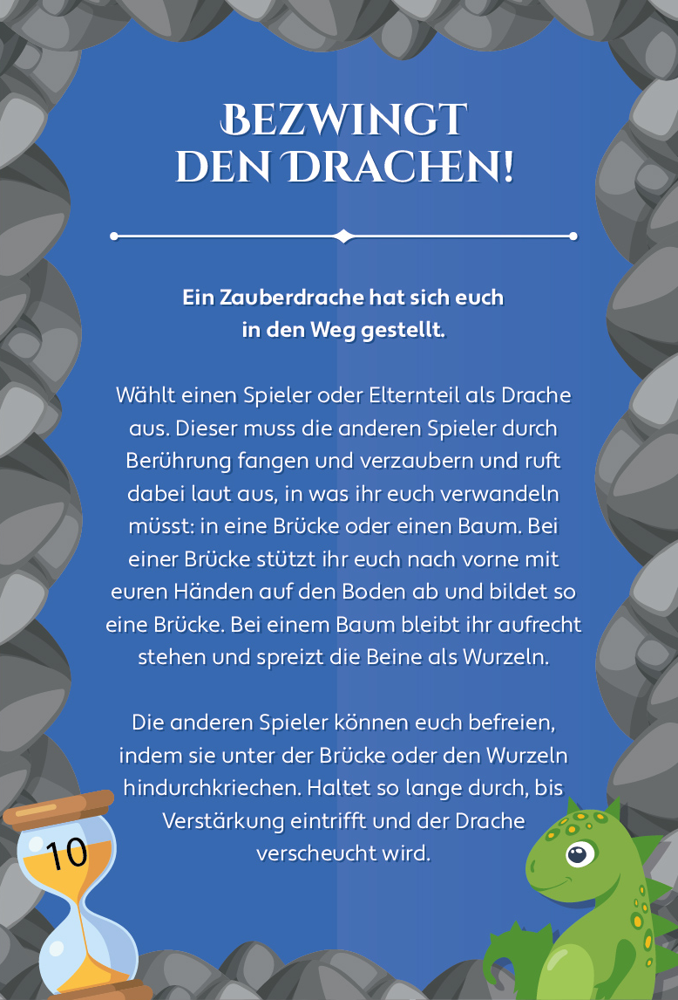 Bezwingt
den Drachen!
Ein Zauberdrache hat sich euch
in den Weg gestellt.
Wählt einen Spieler oder Elternteil als Drache
aus. Dieser muss die anderen Spieler durch
Berührung fangen und verzaubern und ruft
dabei laut aus, in was ihr euch verwandeln
müsst: in eine Brücke oder einen Baum. Bei
einer Brücke stützt ihr euch nach vorne mit
euren Händen auf den Boden ab und bildet so
eine Brücke. Bei einem Baum bleibt ihr aufrecht
stehen und spreizt die Beine als Wurzeln.
Die anderen Spieler können euch befreien,
indem sie unter der Brücke oder den Wurzeln
hindurchkriechen. Haltet so lange durch, bis
Verstärkung eintrifft und der Drache
verscheucht wird.
10